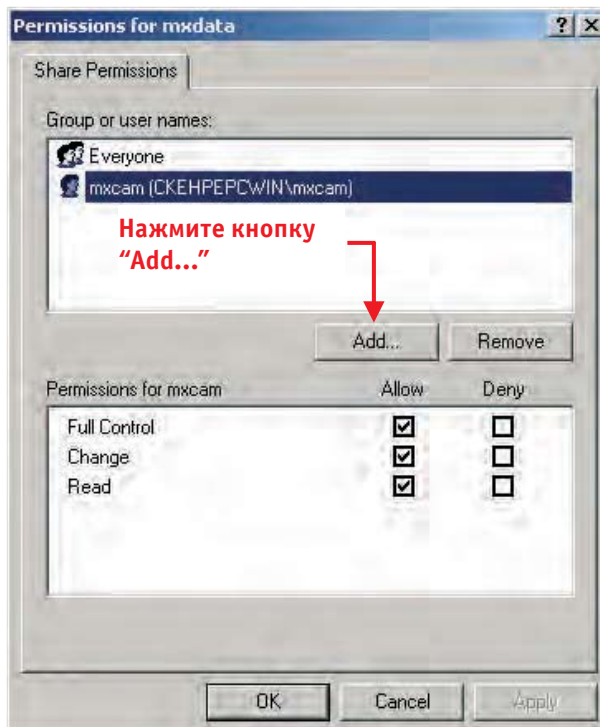 Permissions for mxdata
Share Permissions
Group or user names:
Everyone
mxcam (CKEHPEPCWIN\mxcam)
Нажмите кнопку
“Add...”
Add... Remove
Permissions for mxcam Allow Deny
Full Control
Change
Read
OK Cancel Apply